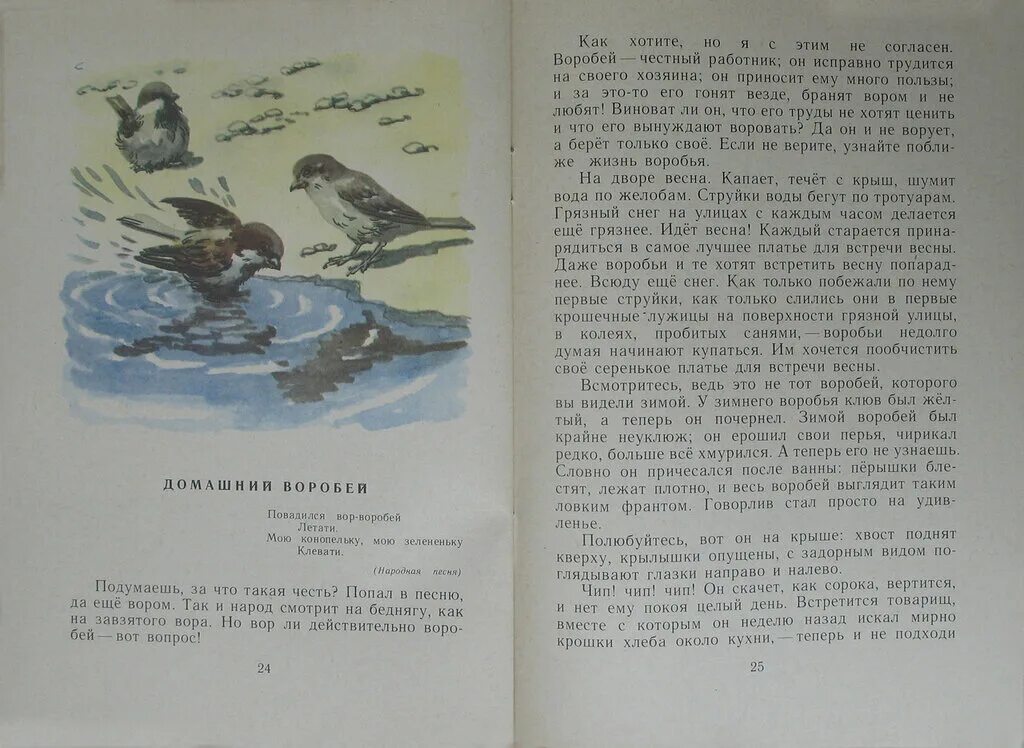 ДОМАШНИЙ ВОРОБЕЙ
Повадился вор-воробей
Летати.
Мою конопельку, мою зелененьку
Клевати.
(Народная песня)
Подумаешь, за что такая честь? Попал в песню,
да ещё вором. Так и народ смотрит на беднягу, как
на завзятого вора. Но вор ли действительно воро-
бей — вот вопрос!
24
Как хотите, но я с этим не согласен.
Воробей — честный работник; он исправно трудится
на своего хозяина; он приносит ему много пользы;
и за это-то его гонят везде, бранят вором и не
любят! Виноват ли он, что его труды не хотят ценить
и что его вынуждают воровать? Да он и не ворует,
а берёт только своё. Если не верите, узнайте побли-
же жизнь воробья.
На дворе весна. Капает, течёт с крыш, шумит
вода по желобам. Струйки воды бегут по тротуарам.
Грязный снег на улицах с каждым часом делается
ещё грязнее. Идёт весна! Каждый старается прина-
рядиться в самое лучшее платье для встречи весны.
Даже воробьи и те хотят встретить весну попарад-
нее. Всюду ещё снег. Как только побежали по нему
первые струйки, как только слились они в первые
крошечные лужицы на поверхности грязной улицы,
в колеях, пробитых санями, — воробьи недолго
думая начинают купаться. Им хочется пообчистить
своё серенькое платье для встречи весны.
Всмотритесь, ведь это не тот воробей, которого
вы видели зимой. У зимнего воробья клюв был жёл-
тый, а теперь он почернел. Зимой воробей был
крайне неуклюж; он ерошил свои перья, чирикал
редко, больше всё хмурился. А теперь его не узнаешь.
Словно он причесался после ванны: пёрышки бле-
стят, лежат плотно, и весь воробей выглядит таким
ловким франтом. Говорлив стал просто на удив-
ленье.
Полюбуйтесь, вот он на крыше: хвост поднят
кверху, крылышки опущены, с задорным видом по-
глядывают глазки направо и налево.
Чип! чип! чип! Он скачет, как сорока, вертится,
и нет ему покоя целый день. Встретится товарищ,
вместе с которым он неделю назад искал мирно
крошки хлеба около кухни, — теперь и не подходи
25